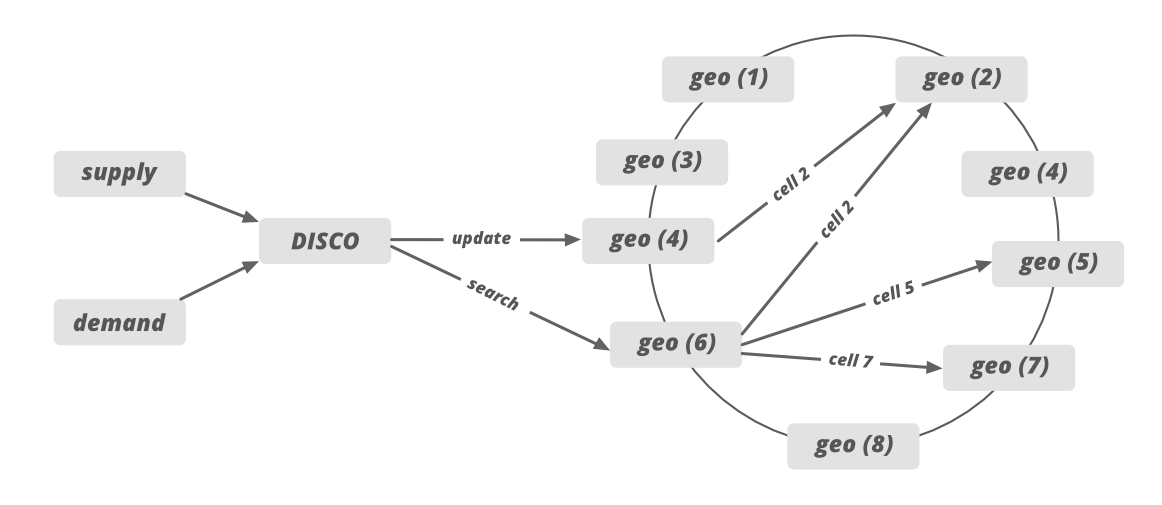 geo (1)
geo (2)
geo (3)
supply
cell 2
geo (4)
cell 2
DISCO
update
geo (4)
geo (5)
search
cell 5
demand
geo (6)
cell 7
geo (7)
geo (8)